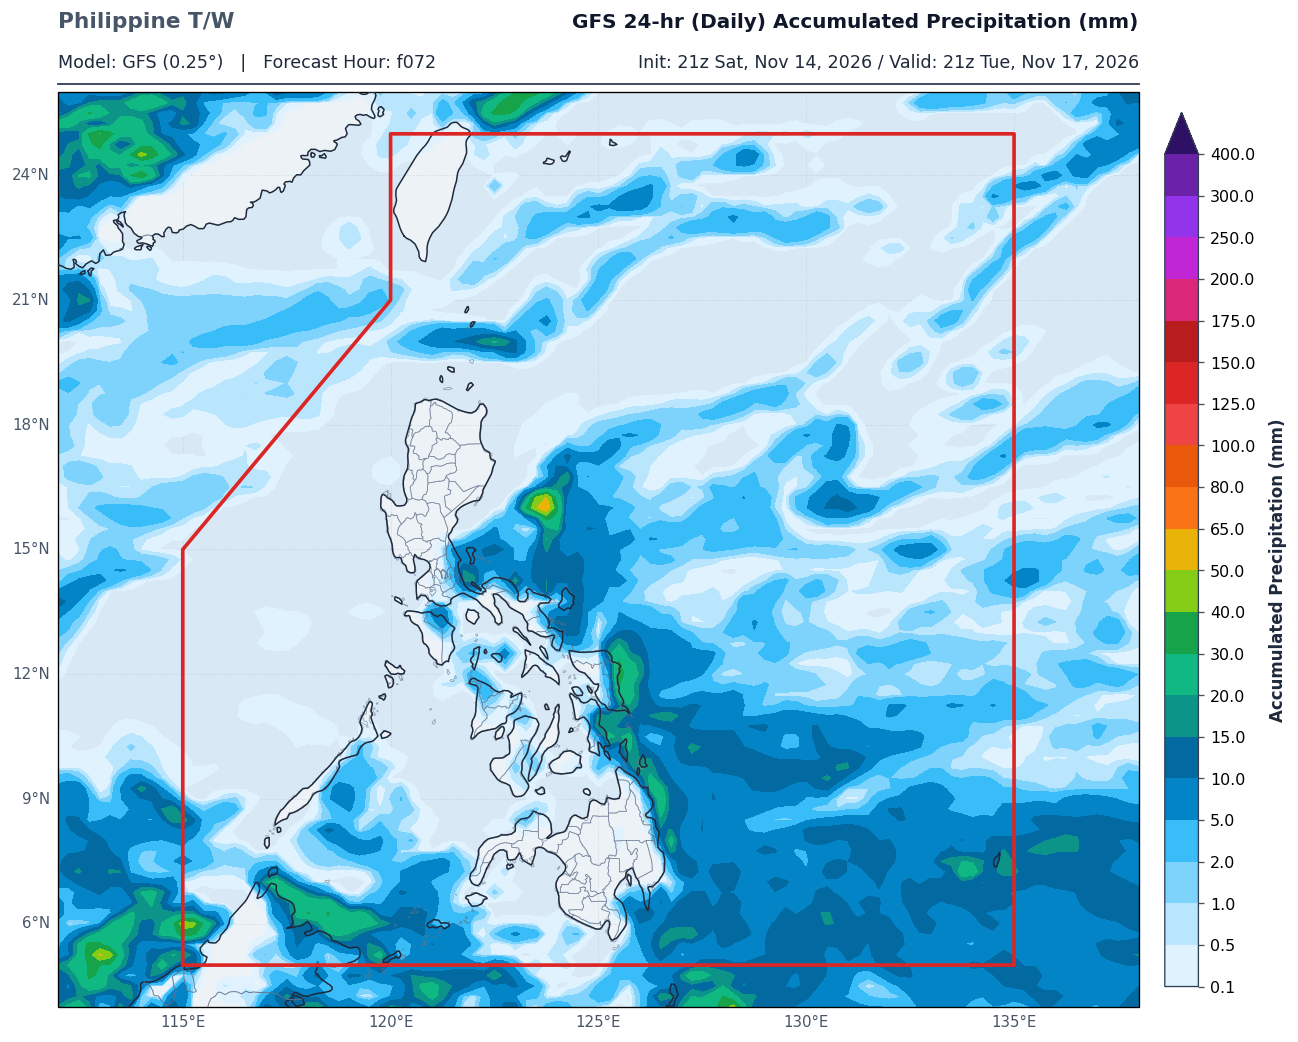 Philippine T/W
GFS 24-hr (Daily) Accumulated Precipitation (mm)
Model: GFS (0.25°) | Forecast Hour: f072
Init: 21z Sat, Nov 14, 2026 / Valid: 21z Tue, Nov 17, 2026
24°N
21°N
18°N
15°N
12°N
9°N
6°N
115°E
120°E
125°E
130°E
135°E
400.0
300.0
250.0
200.0
175.0
150.0
125.0
100.0
80.0
65.0
50.0
40.0
30.0
20.0
15.0
10.0
5.0
2.0
1.0
0.5
0.1
Accumulated Precipitation (mm)